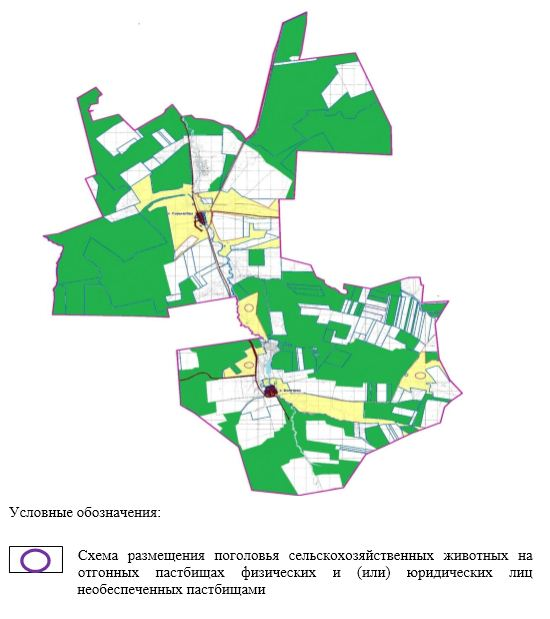 Условные обозначения:
Схема размещения поголовья сельскохозяйственных животных на
отгонных пастбищах физических и (или) юридических лиц
необеспеченных пастбищами